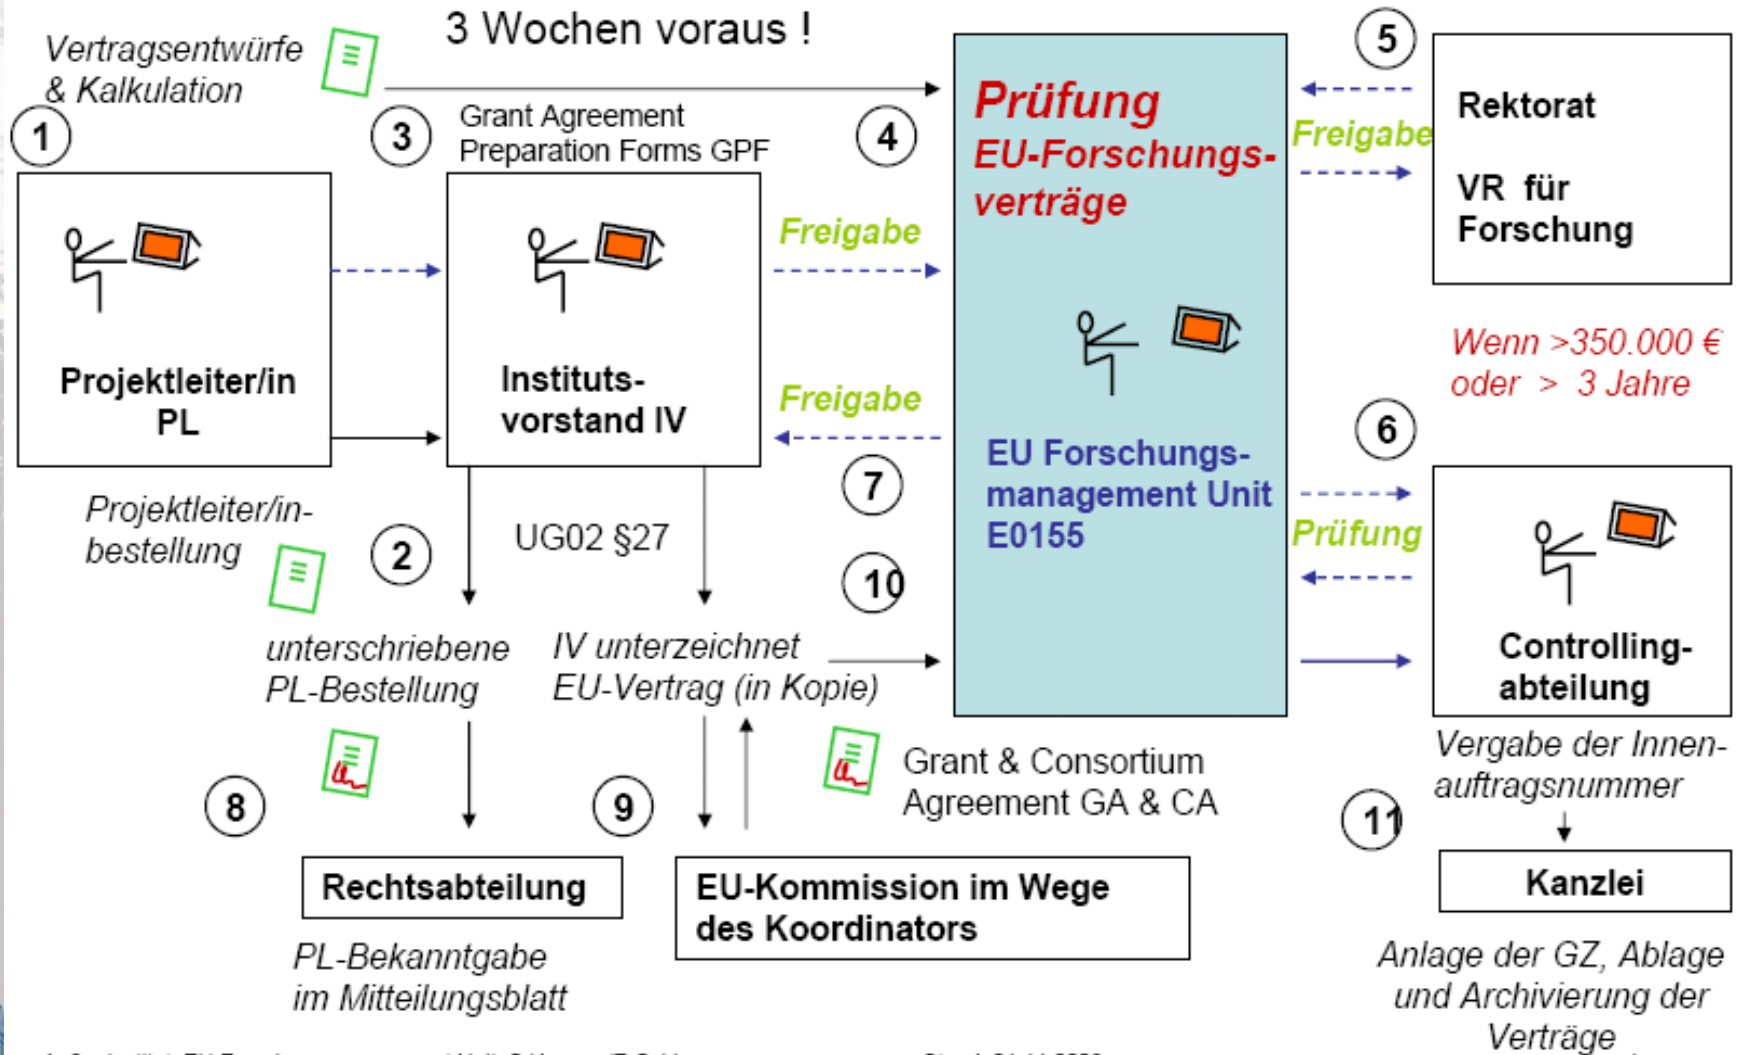 3 Wochen voraus !
Vertragsentwürfe
& Kalkulation
1
3
Grant Agreement
Preparation Forms GPF
4
Prüfung
EU-Forschungs-
verträge
5
Freigabe
Rektorat
VR für
Forschung
Freigabe
Wenn >350.000 €
oder > 3 Jahre
Projektleiter/in
PL
Instituts-
vorstand IV
Freigabe
EU Forschungs-
management Unit
E0155
6
7
Prüfung
Projektleiter/in-
bestellung
2
UG02 §27
10
unterschriebene
PL-Bestellung
IV unterzeichnet
EU-Vertrag (in Kopie)
Controlling-
abteilung
Vergabe der Innen-
auftragsnummer
Grant & Consortium
Agreement GA & CA
8
9
11
Rechtsabteilung
EU-Kommission im Wege
des Koordinators
Kanzlei
PL-Bekanntgabe
im Mitteilungsblatt
Anlage der GZ, Ablage
und Archivierung der
Verträge